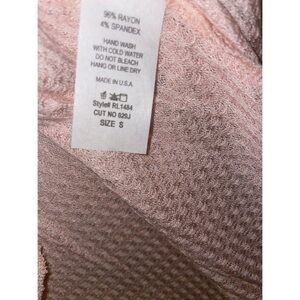 96% RAYON
4% SPANDEX
HAND WASH
WITH COLD WATER
DO NOT BLEACH
HANG OR LINE DRY
MADE IN U.S.A
Style# RL1484
CUT NO 029J
SIZE S